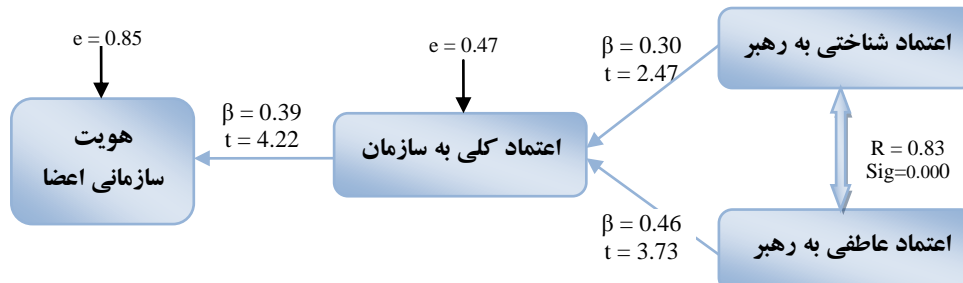 اعتماد شناختی به رهبر
β = 0.30
t = 2.47
e = 0.47
e = 0.85
R = 0.83
Sig=0.000
اعتماد کلی به سازمان
β = 0.39
t = 4.22
هویت
سازمانی اعضا
اعتماد عاطفی به رهبر
β = 0.46
t = 3.73